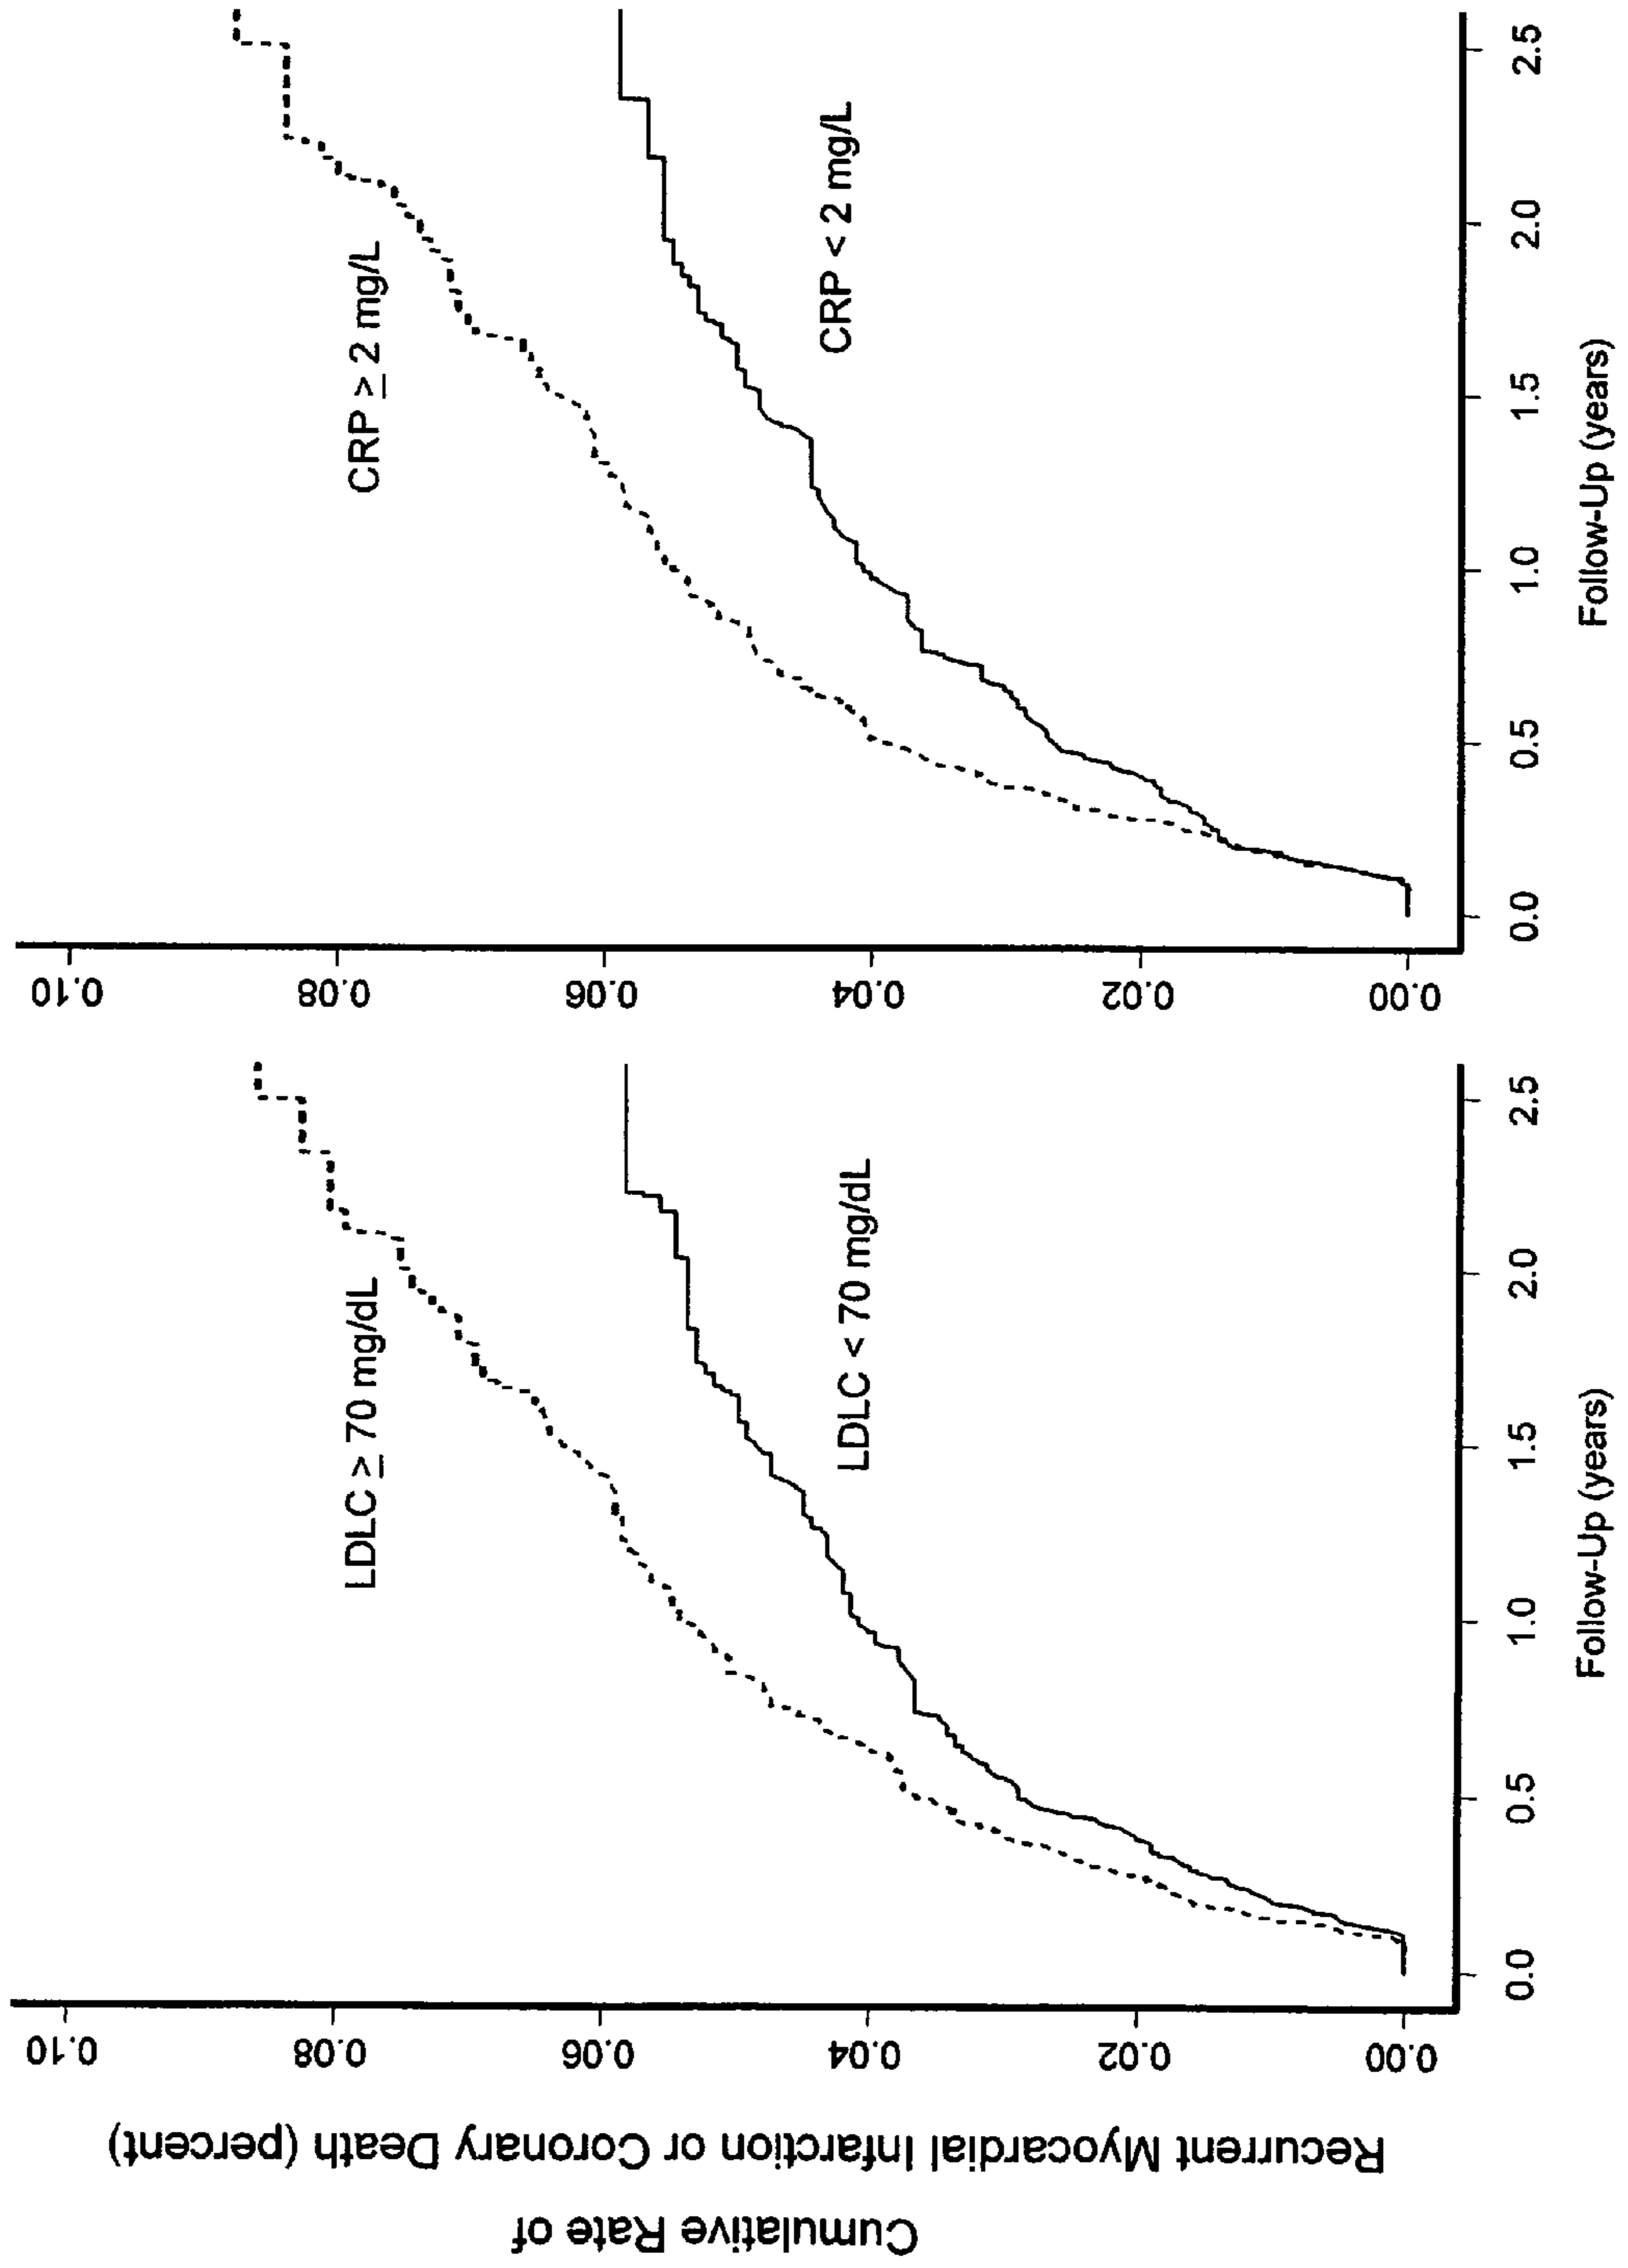 Cumulative Rate of
Recurrent Myocardial Infarction or Coronary Death (percent)
0.10
0.08
0.06
0.04
0.02
0.00
LDLC ≥ 70 mg/dL
LDLC < 70 mg/dL
0.0 0.5 1.0 1.5 2.0 2.5
Follow-Up (years)
0.10
0.08
0.06
0.04
0.02
0.00
CRP ≥ 2 mg/L
CRP < 2 mg/L
0.0 0.5 1.0 1.5 2.0 2.5
Follow-Up (years)